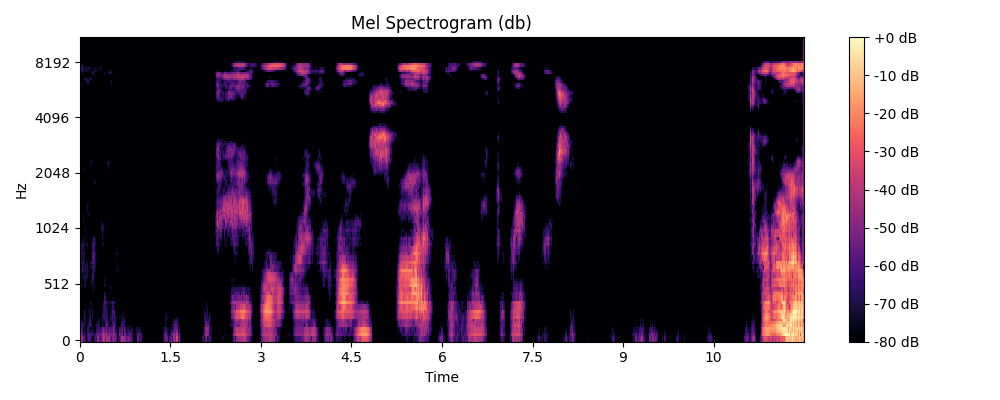 Mel Spectrogram (db)
Hz
8192
4096
2048
1024
512
0
0 1.5 3 4.5 6 7.5 9 10
Time
+0 dB
-10 dB
-20 dB
-30 dB
-40 dB
-50 dB
-60 dB
-70 dB
-80 dB